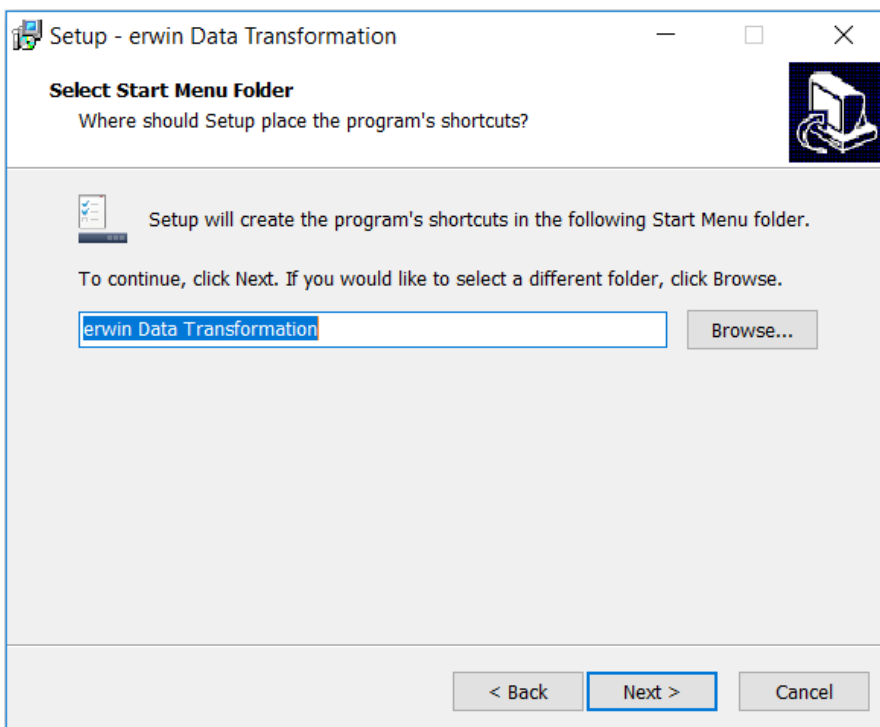 Setup - erwin Data Transformation
Select Start Menu Folder
Where should Setup place the program's shortcuts?
Setup will create the program's shortcuts in the following Start Menu folder.
To continue, click Next. If you would like to select a different folder, click Browse.
erwin Data Transformation
Browse...
< Back
Next >
Cancel